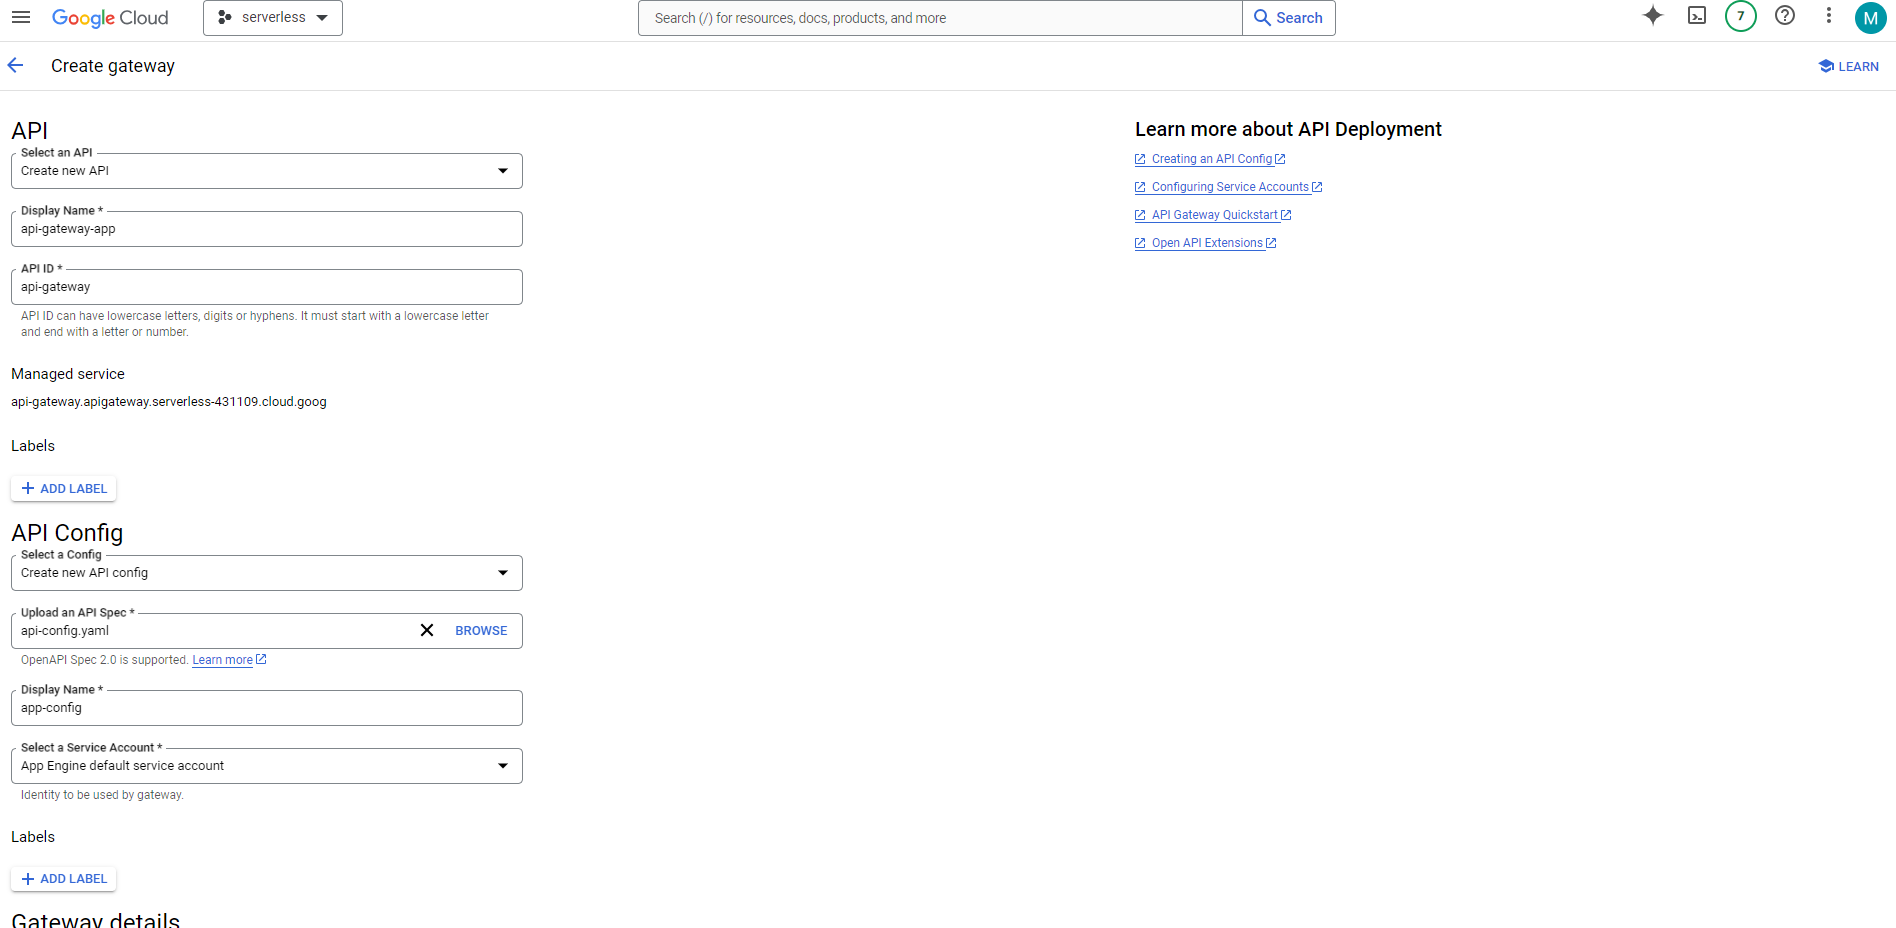 Google Cloud
serverless
Search (/) for resources, docs, products, and more
Search
7
M
Create gateway
LEARN
API
Select an API
Create new API
Display Name *
api-gateway-app
API ID *
api-gateway
API ID can have lowercase letters, digits or hyphens. It must start with a lowercase letter
and end with a letter or number.
Managed service
api-gateway.apigateway.serverless-431109.cloud.goog
Labels
ADD LABEL
API Config
Select a Config
Create new API config
Upload an API Spec *
api-config.yaml
BROWSE
OpenAPI Spec 2.0 is supported. Learn more
Display Name *
app-config
Select a Service Account *
App Engine default service account
Identity to be used by gateway.
Labels
ADD LABEL
Gateway details
Learn more about API Deployment
Creating an API Config
Configuring Service Accounts
API Gateway Quickstart
Open API Extensions